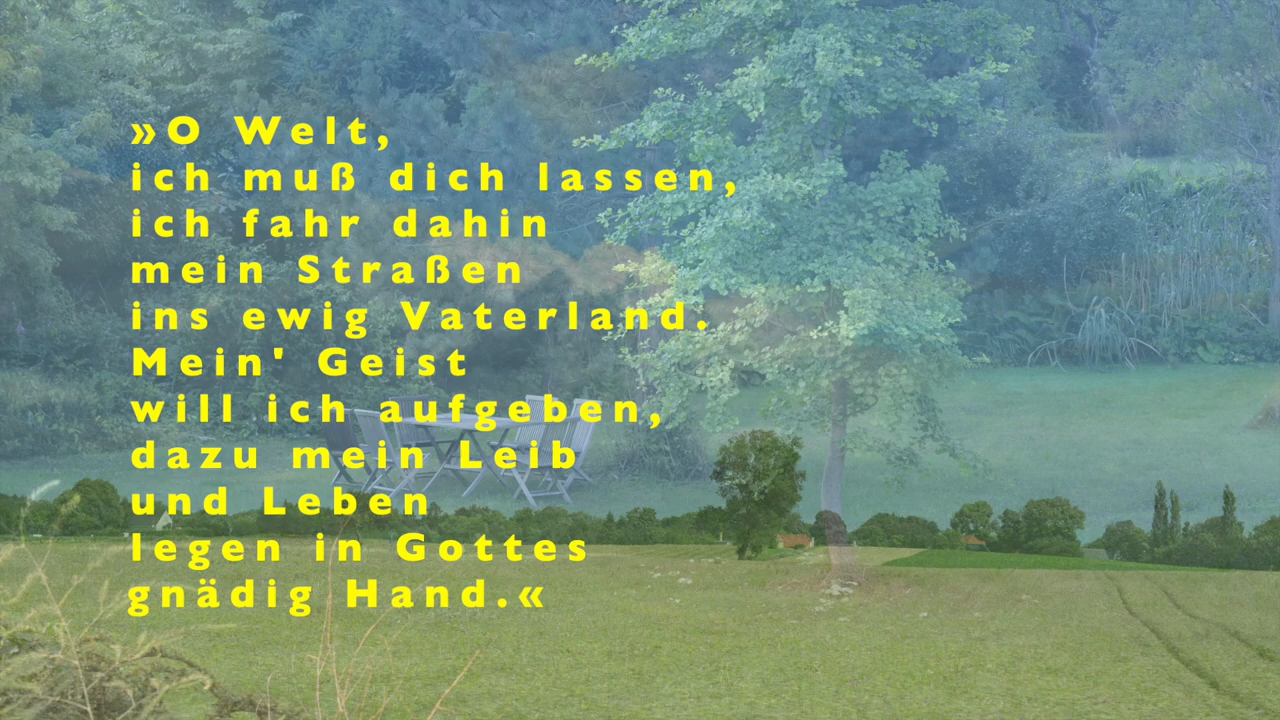 »O Welt,
ich muß dich lassen,
ich fahr dahin
mein Straßen
ins ewig Vaterland.
Mein' Geist
will ich aufgeben,
dazu mein Leib
und Leben
legen in Gottes
gnädig Hand.«